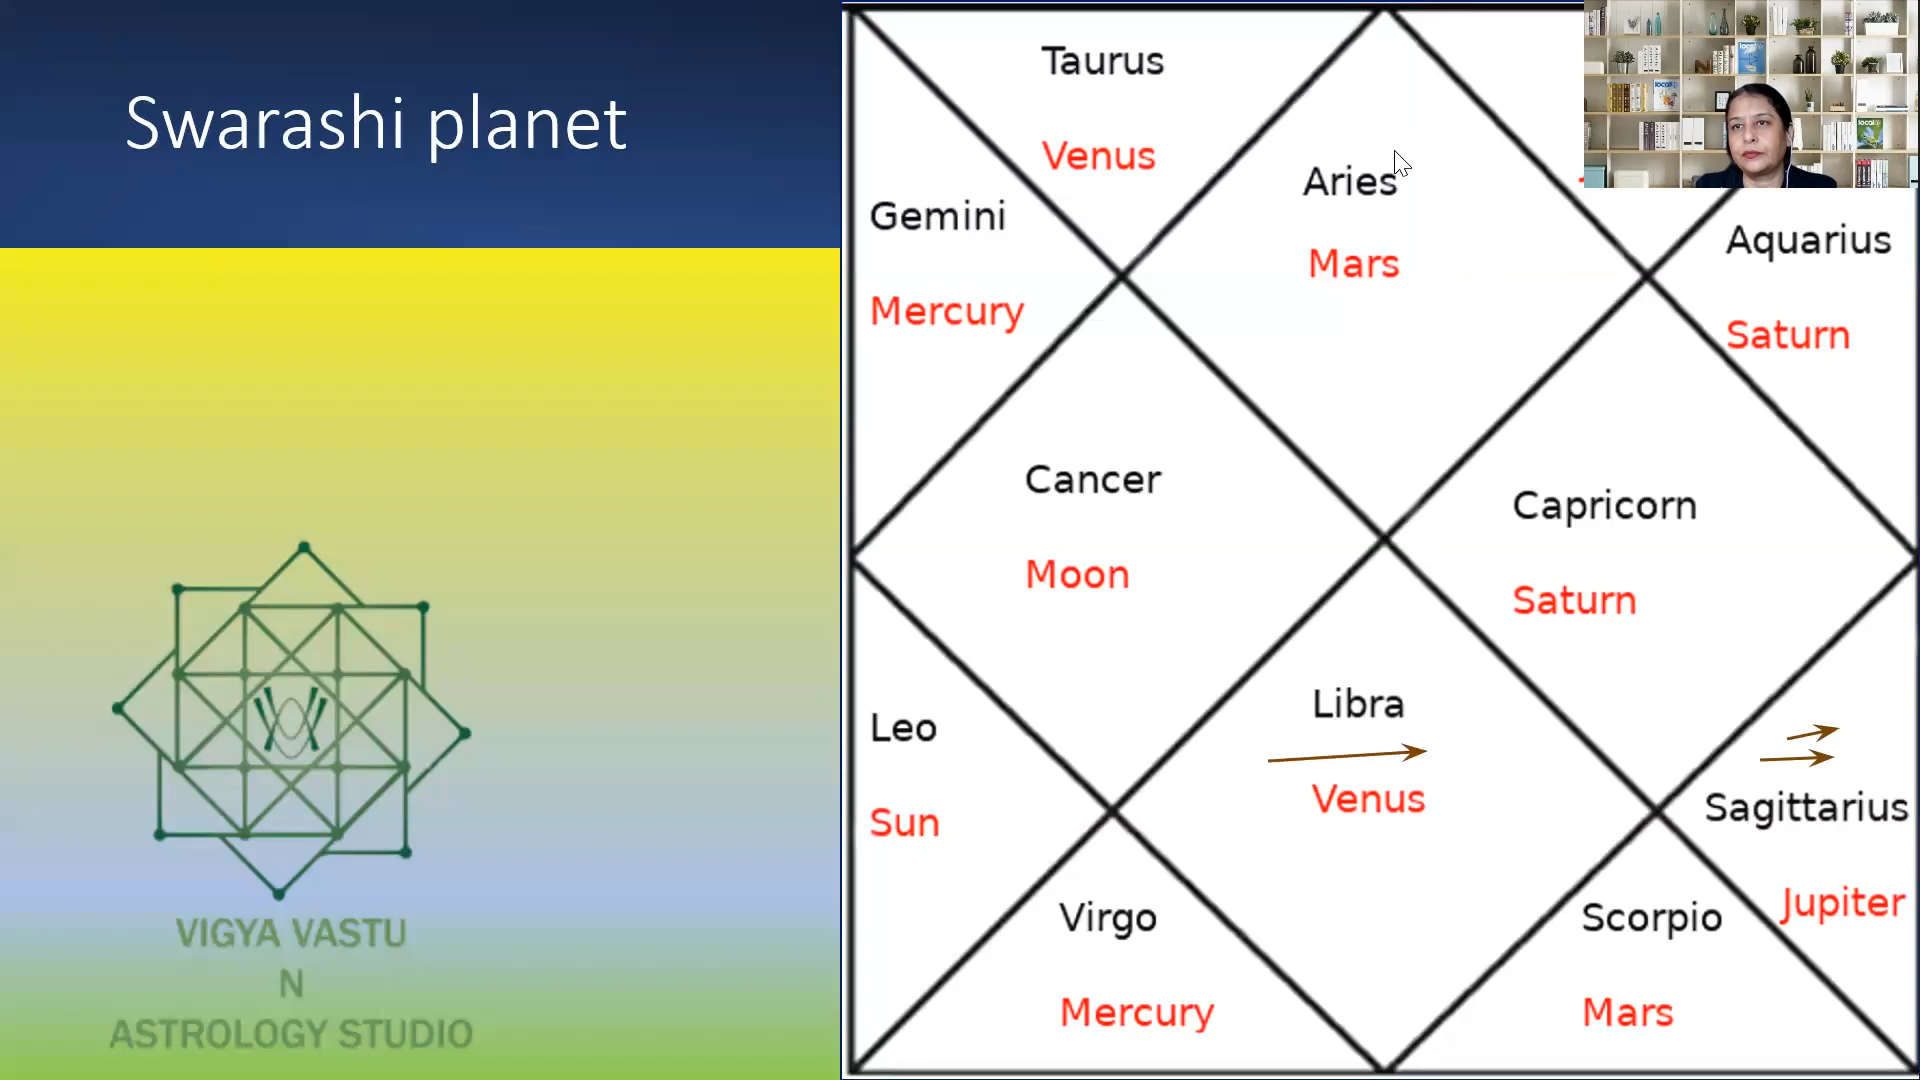 Swarashi planet
VIGYA VASTU
N
ASTROLOGY STUDIO
Taurus
Venus
Aries
Mars
Gemini
Mercury
Aquarius
Saturn
Cancer
Moon
Capricorn
Saturn
Leo
Sun
Libra
Venus
Sagittarius
Jupiter
Virgo
Mercury
Scorpio
Mars